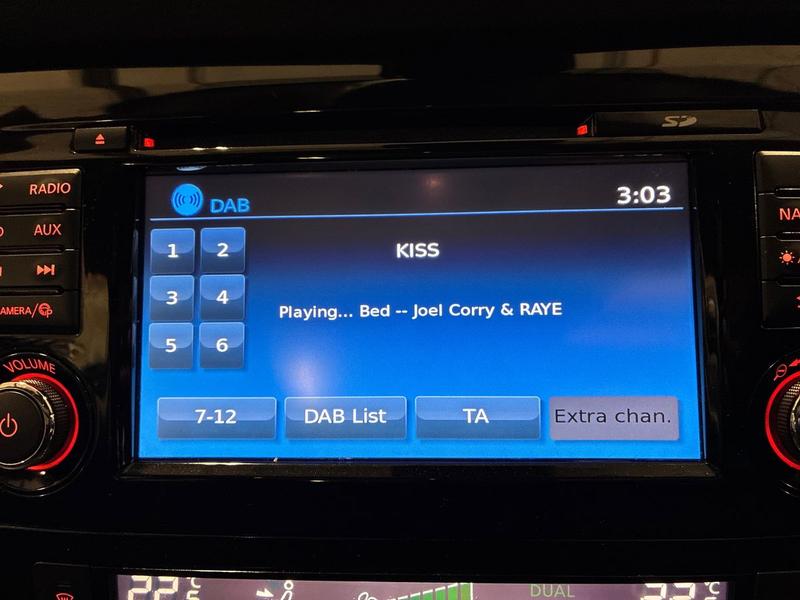 SD
RADIO
AUX
AMERA/
VOLUME
DAB
3:03
1 2
KISS
3 4
Playing... Bed -- Joel Corry & RAYE
5 6
7-12 DAB List TA Extra chan.
NA
DUAL
°C
°C